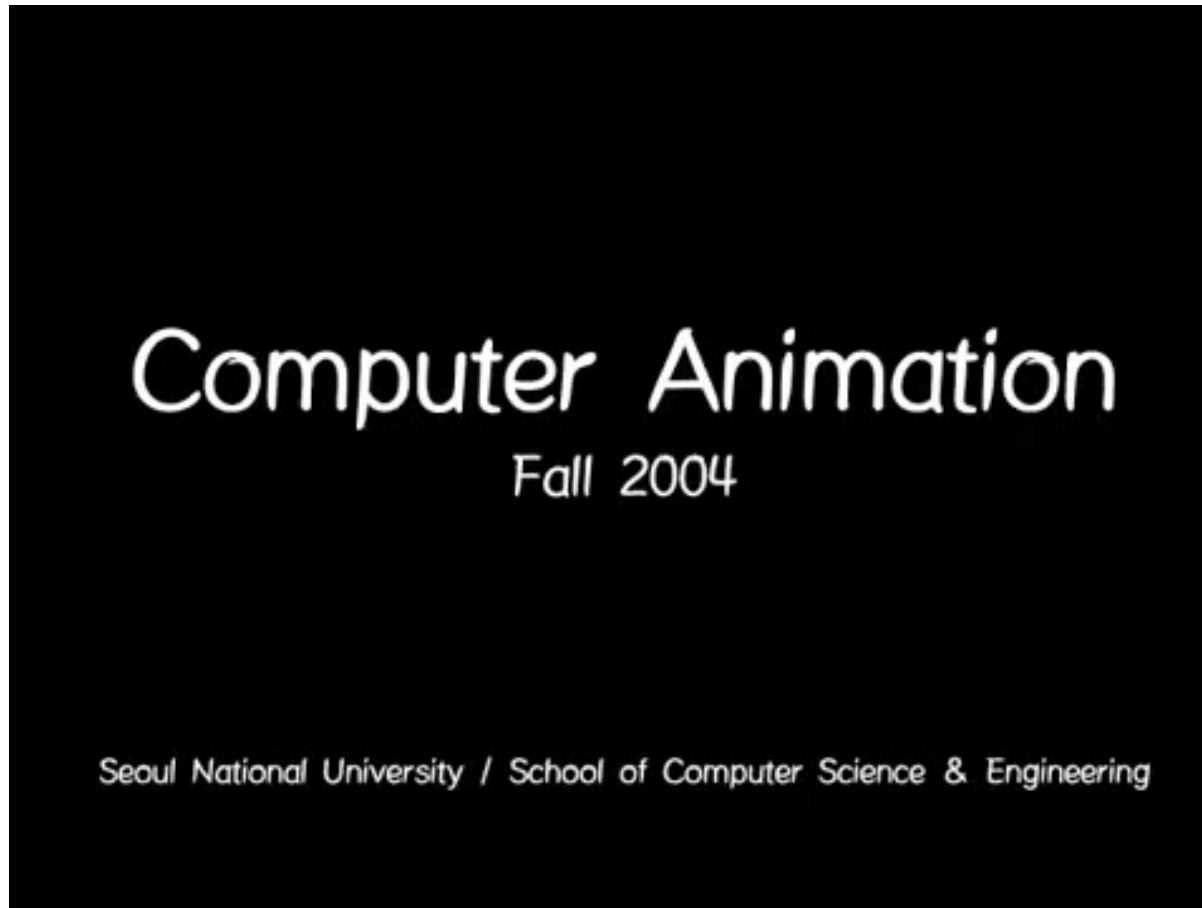 Computer Animation
Fall 2004
Seoul National University / School of Computer Science & Engineering